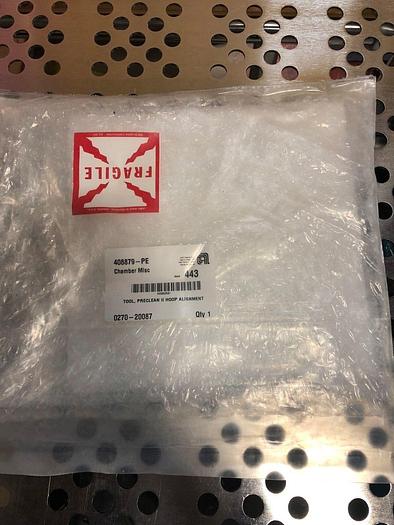 FRAGILE
408879-PE
Chamber Misc
443
TOOL, PRECLEAN II HOOP ALIGNMENT
0270-20087 Qty 1